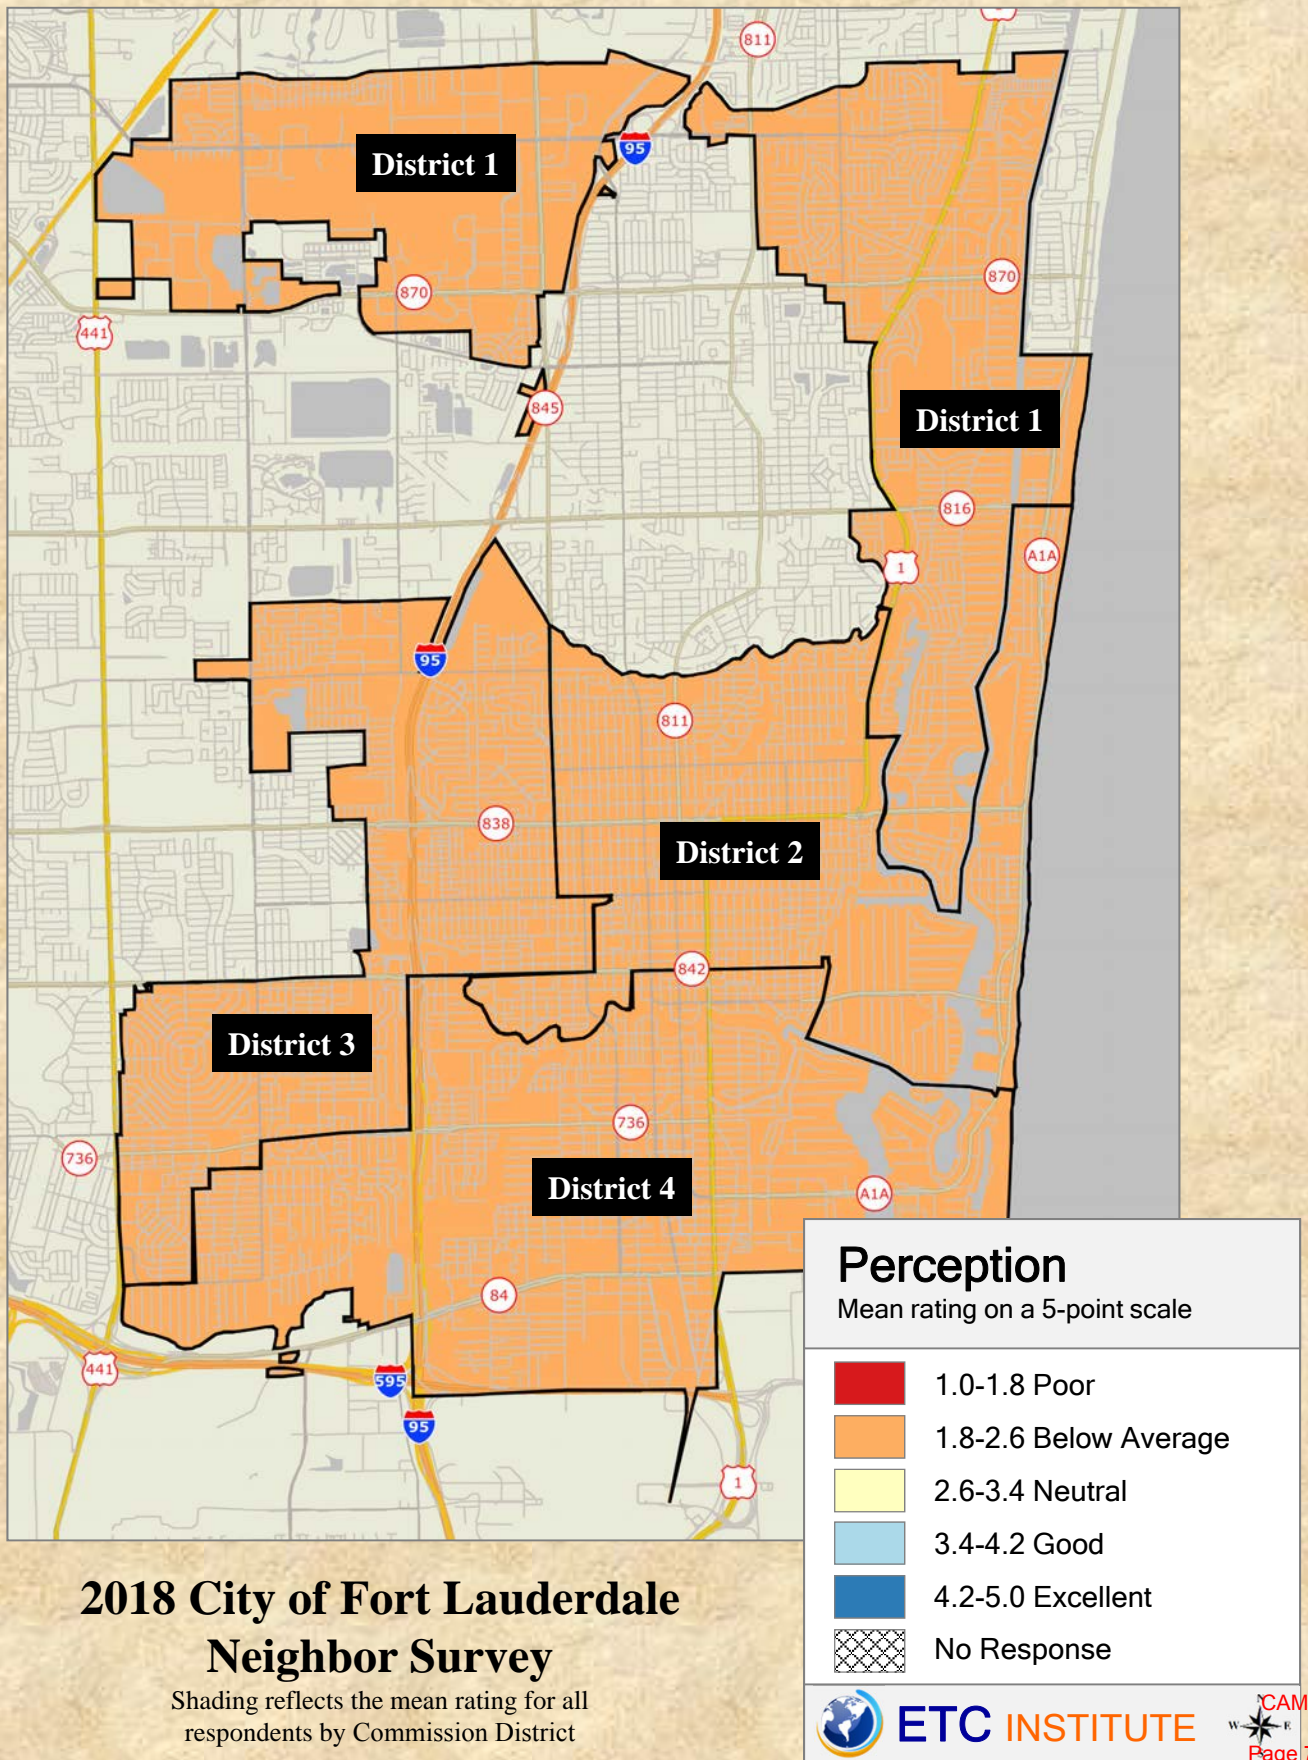 811
District 1
95
870
870
441
845
District 1
816
A1A
1
95
811
838
District 2
842
District 3
736
736
District 4
A1A
84
441
595
95
1
Perception
Mean rating on a 5-point scale
1.0-1.8 Poor
1.8-2.6 Below Average
2.6-3.4 Neutral
3.4-4.2 Good
4.2-5.0 Excellent
No Response
2018 City of Fort Lauderdale
Neighbor Survey
Shading reflects the mean rating for all
respondents by Commission District
ETC INSTITUTE
W E
CAM
Page